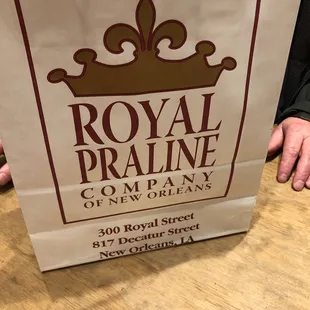 ROYAL
PRALINE
COMPANY
OF NEW ORLEANS
300 Royal Street
817 Decatur Street
New Orleans, LA